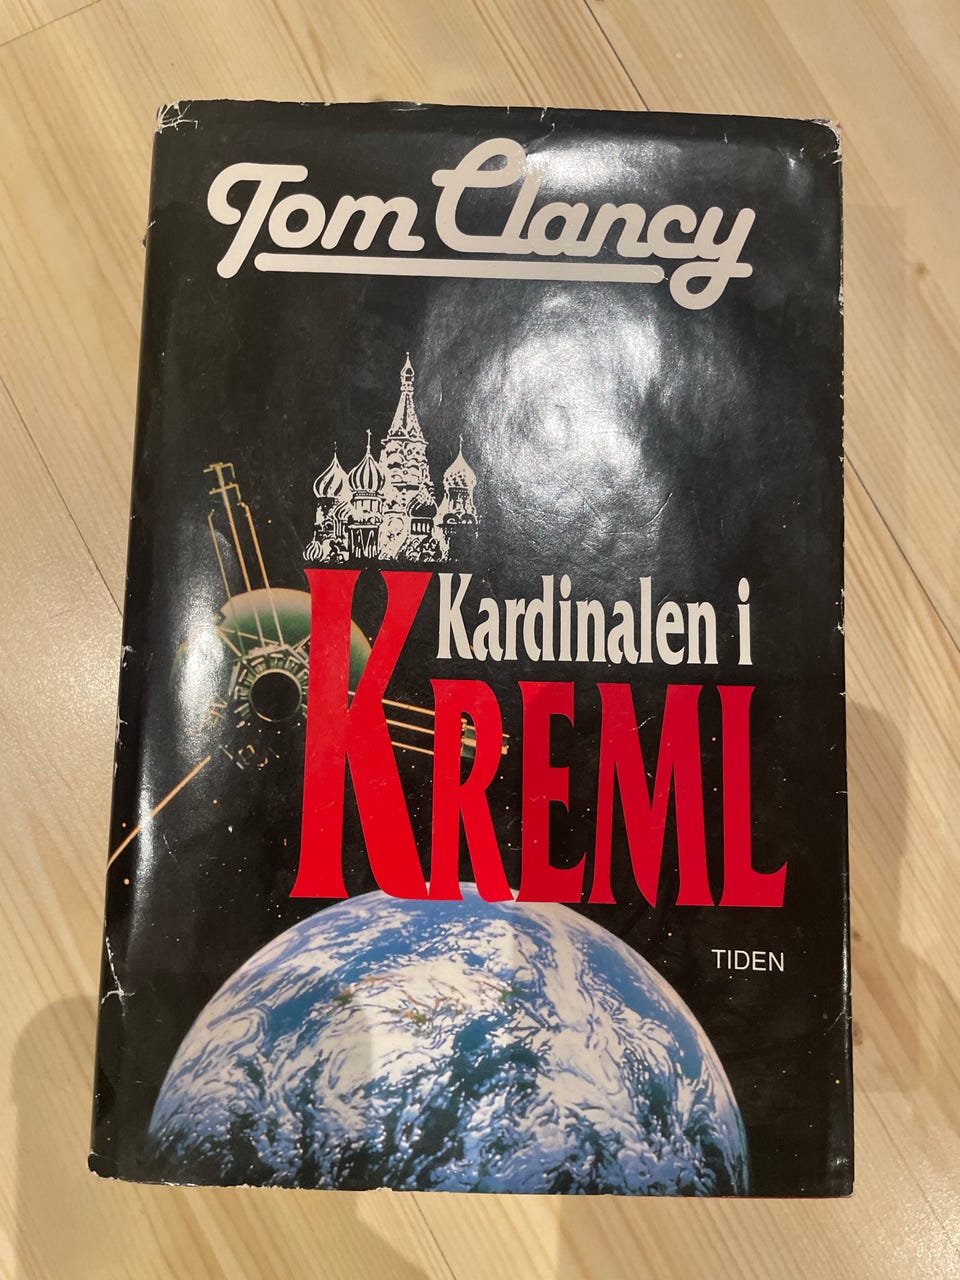 Tom Clancy
Kardinalen i
KREML
TIDEN